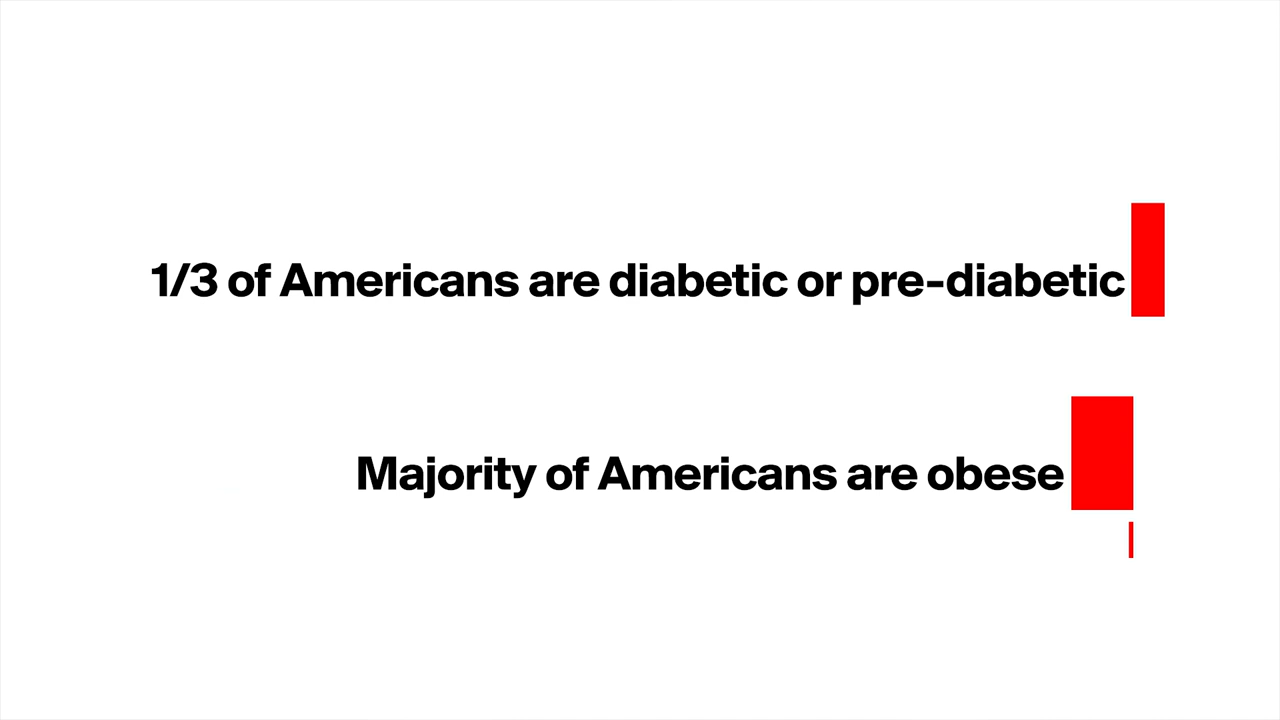 1/3 of Americans are diabetic or pre-diabetic
Majority of Americans are obese